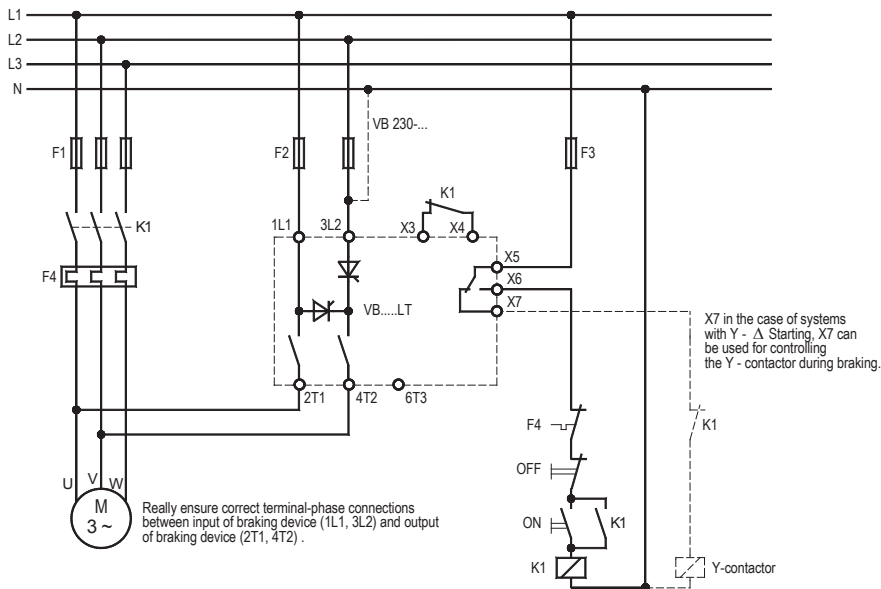 L1
L2
L3
N
VB 230-...
F1
F2
F3
K1
1L1
3L2
X3
X4
K1
X5
F4
X6
X7
VB.....LT
X7 in the case of systems
with Y - Δ Starting, X7 can
be used for controlling
the Y - contactor during braking.
2T1
4T2
6T3
F4
K1
OFF
U
V
W
M
3 ~
Really ensure correct terminal-phase connections
between input of braking device (1L1, 3L2) and output
of braking device (2T1, 4T2) .
ON
K1
K1
Y-contactor